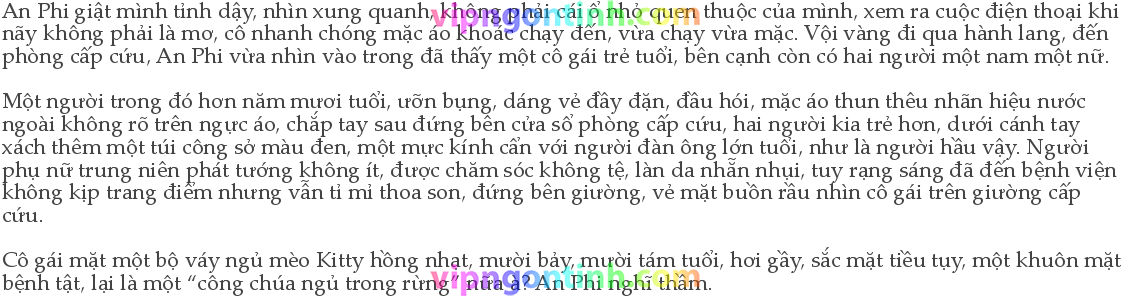 An Phi giật mình tỉnh dậy, nhìn xung quanh, không phải cái ổ nhỏ quen thuộc của mình, xem ra cuộc điện thoại khi
nãy không phải là mơ, cô nhanh chóng mặc áo khoác chạy đến, vừa chạy vừa mặc. Vội vàng đi qua hành lang, đến
phòng cấp cứu, An Phi vừa nhìn vào trong đã thấy một cô gái trẻ tuổi, bên cạnh còn có hai người một nam một nữ.
Một người trong đó hơn năm mươi tuổi, ưỡn bụng, dáng vẻ đầy đặn, đầu hói, mặc áo thun thêu nhãn hiệu nước
ngoài không rõ trên ngực áo, chắp tay sau đứng bên cửa sổ phòng cấp cứu, hai người kia trẻ hơn, dưới cánh tay
xách thêm một túi công sở màu đen, một mực kính cẩn với người đàn ông lớn tuổi, như là người hầu vậy. Người
phụ nữ trung niên phát tướng không ít, được chăm sóc không tệ, làn da nhẵn nhụi, tuy rạng sáng đã đến bệnh viện
không kịp trang điểm nhưng vẫn tỉ mỉ thoa son, đứng bên giường, vẻ mặt buồn rầu nhìn cô gái trên giường cấp
cứu.
Cô gái mặt một bộ váy ngủ mèo Kitty hồng nhạt, mười bảy mười tám tuổi, hơi gầy, sắc mặt tiều tụy, một khuôn mặt
bệnh tật, lại là một “công chúa ngủ trong rừng” nữa à? An Phi nghĩ thầm.
vipngontinh.com
vipngontinh.com